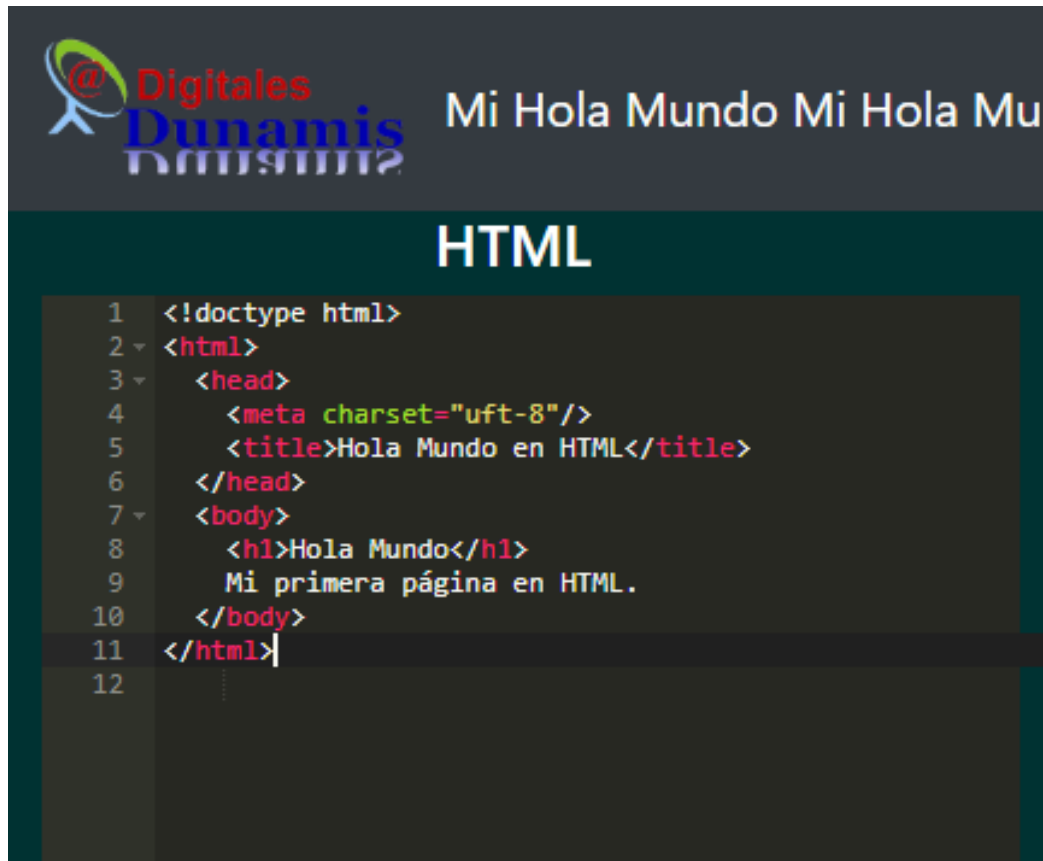 @ Digitales
Dunamis
Mi Hola Mundo Mi Hola Mu
HTML
1 <!doctype html>
2 <html>
3 <head>
4 <meta charset="uft-8"/>
5 <title>Hola Mundo en HTML</title>
6 </head>
7 <body>
8 <h1>Hola Mundo</h1>
9 Mi primera página en HTML.
10 </body>
11 </html>
12